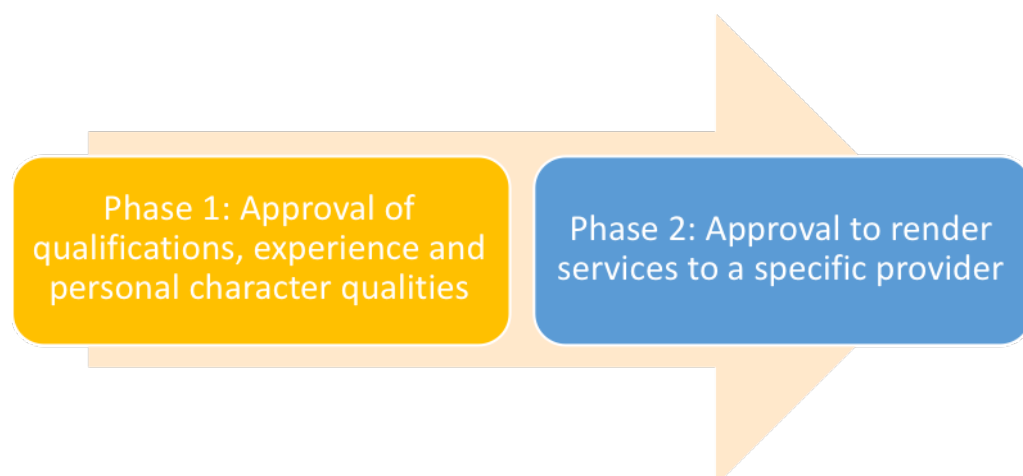 Phase 1: Approval of
qualifications, experience and
personal character qualities
Phase 2: Approval to render
services to a specific provider